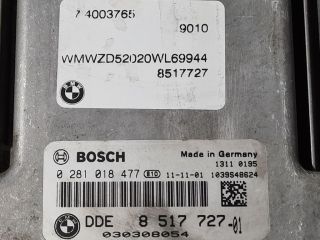 74003765
9010
WMWZD52020WL69944
8517727
BOSCH
Made in Germany
1311 0195
0 281 018 477 E10 11-11-01 1039S48624
DDE 8 517 727-01
030308054